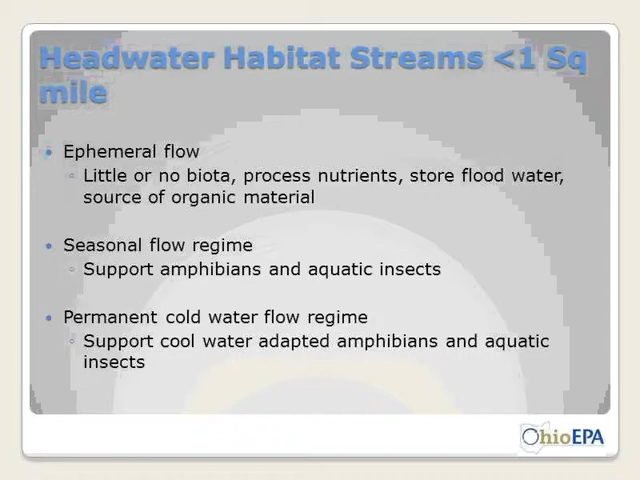 Headwater Habitat Streams <1 Sq
mile
• Ephemeral flow
◦ Little or no biota, process nutrients, store flood water,
source of organic material
• Seasonal flow regime
◦ Support amphibians and aquatic insects
• Permanent cold water flow regime
◦ Support cool water adapted amphibians and aquatic
insects
OhioEPA